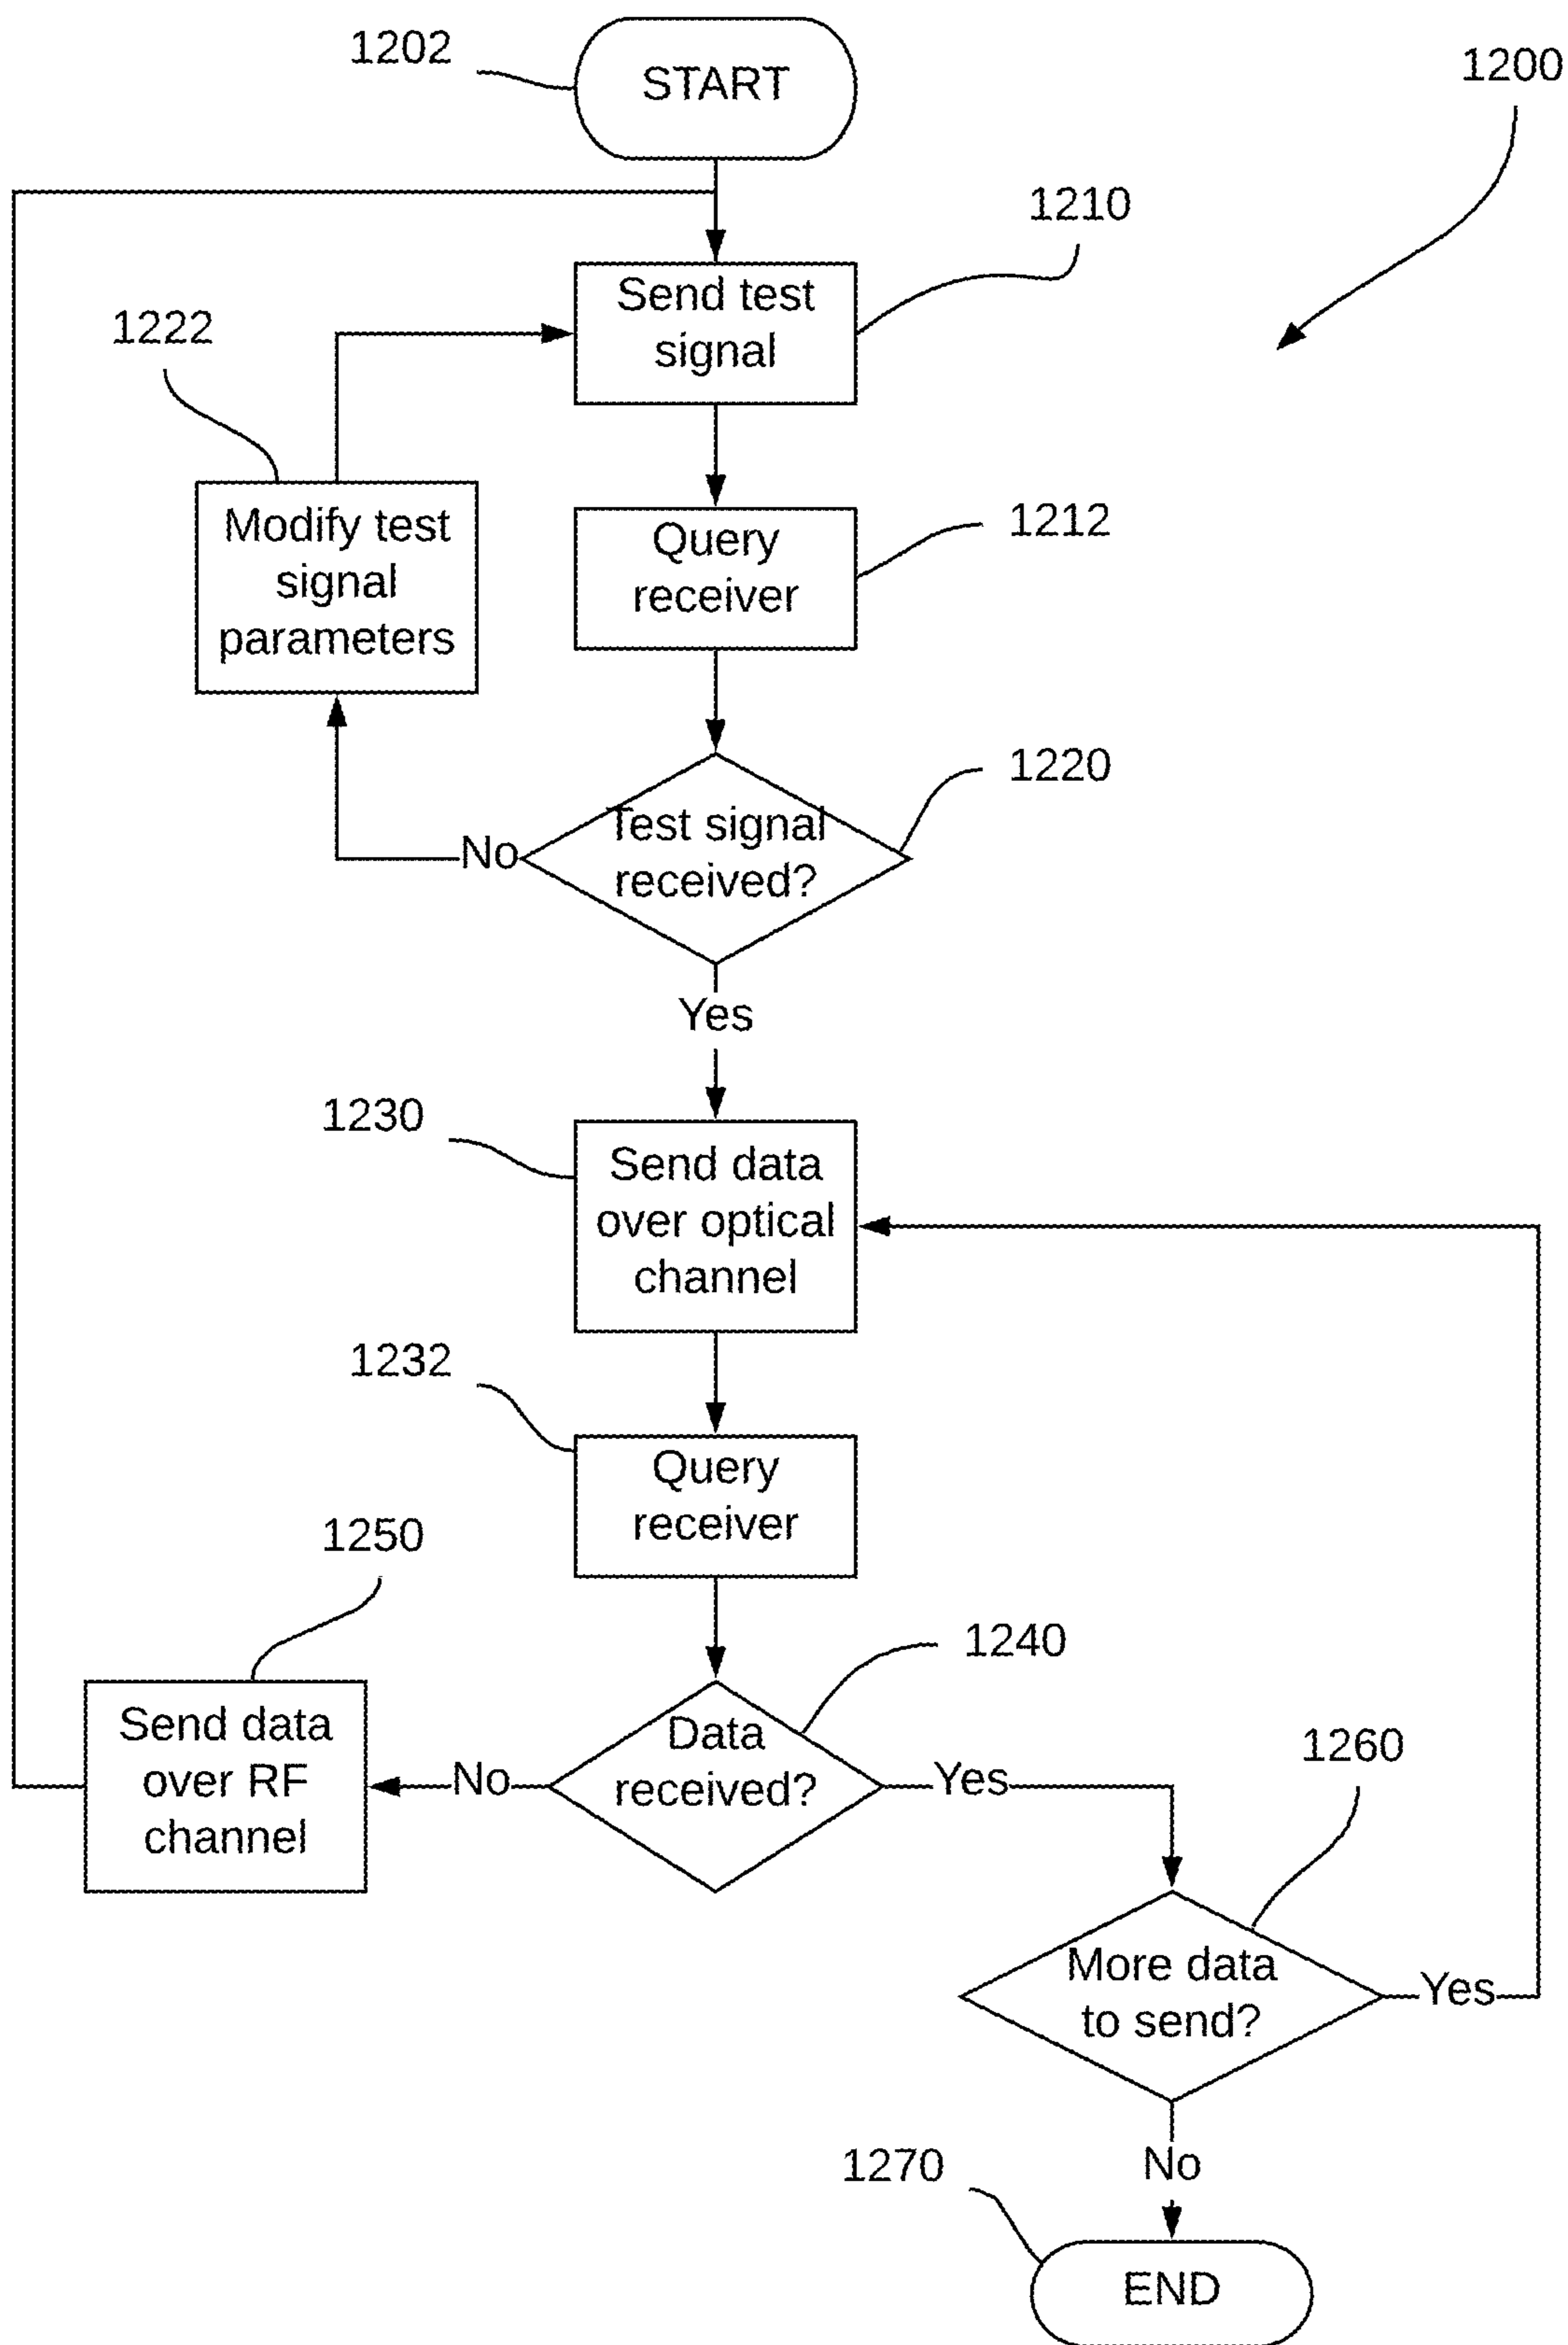 1202
START
1200
1210
Send test
signal
1222
Modify test
signal
parameters
Query
receiver
1212
Test signal
received?
1220
No
Yes
1230
Send data
over optical
channel
1232
Query
receiver
1250
Send data
over RF
channel
No
Data
received?
1240
Yes
1260
More data
to send?
Yes
No
1270
END